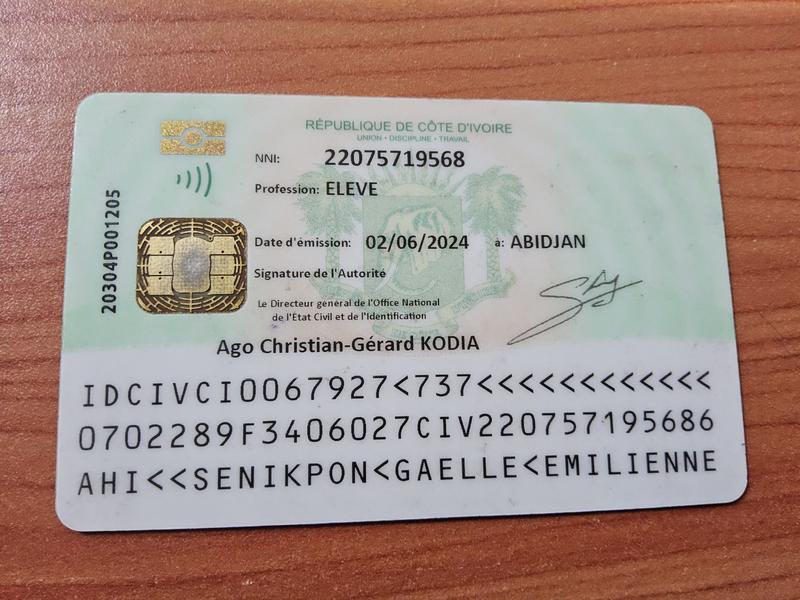 RÉPUBLIQUE DE CÔTE D'IVOIRE
UNION - DISCIPLINE - TRAVAIL
NNI: 22075719568
Profession: ELEVE
20304P001205
Date d'émission: 02/06/2024 à: ABIDJAN
Signature de l'Autorité
Le Directeur général de l'Office National
de l'État Civil et de l'Identification
Ago Christian-Gérard KODIA
IDCIVCI0067927<737<<<<<<<<<<<<
0702289F3406027CIV220757195686
AHI<<SENIKPON<GAELLE<EMILIENNE